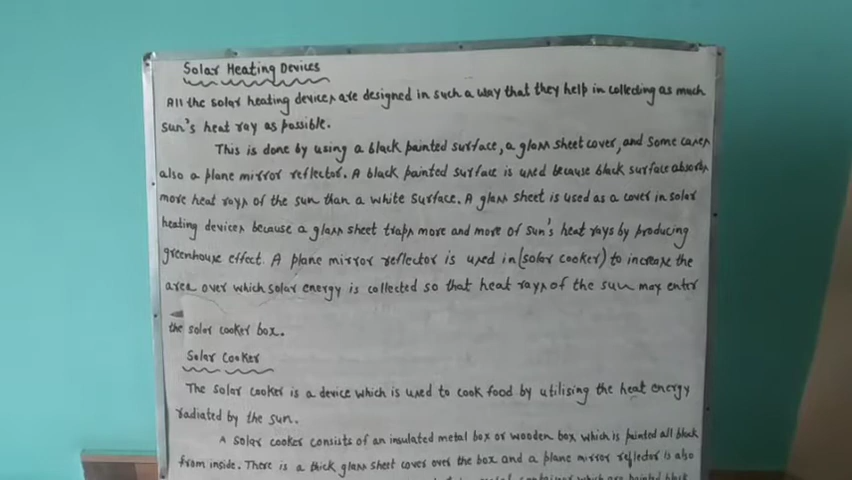 Solar Heating Devices
All the solar heating devices are designed in such a way that they help in collecting as much
sun's heat ray as possible.
This is done by using a black painted surface, a glass sheet cover, and some cases
also a plane mirror reflector. A black painted surface is used because black surface absorbs
more heat rays of the sun than a white surface. A glass sheet is used as a cover in solar
heating devices because a glass sheet traps more and more of sun's heat rays by producing
greenhouse effect. A plane mirror reflector is used in (solar cooker) to increase the
area over which solar energy is collected so that heat rays of the sun may enter
the solar cooker box.
Solar Cooker
The solar cooker is a device which is used to cook food by utilising the heat energy
radiated by the sun.
A solar cooker consists of an insulated metal box or wooden box which is painted all black
from inside. There is a thick glass sheet cover over the box and a plane mirror reflector is also
metal container which are painted black